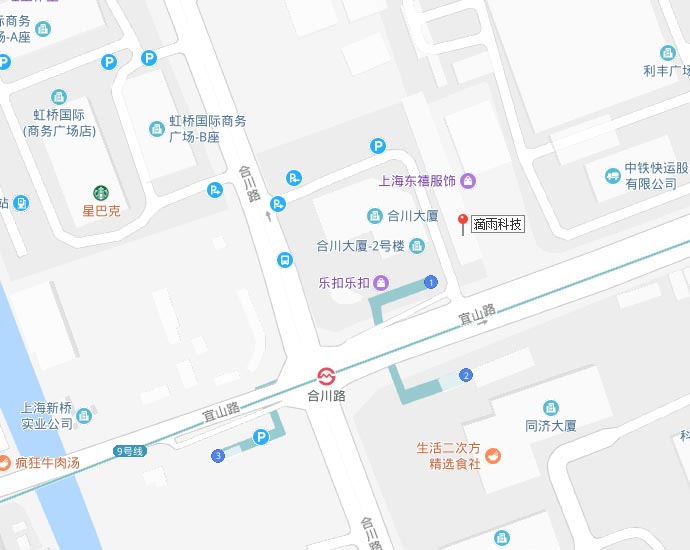 际商务
场-A座
P
P
P
利丰广场
虹桥国际
(商务广场店)
虹桥国际商务
广场-B座
P
合川路
上海东禧服饰
中铁快运股
有限公司
站
星巴克
合川大厦
滴雨科技
合川大厦-2号楼
乐扣乐扣
1
宜山路
合川路
2
宜山路
上海新桥
实业公司
同济大厦
P
9号线
3
疯狂牛肉汤
生活二次方
精选食社
科
合川路